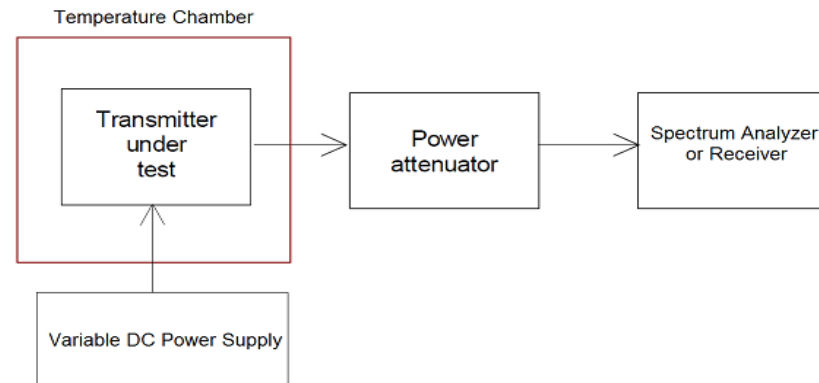 Temperature Chamber
Transmitter
under
test
Power
attenuator
Spectrum Analyzer
or Receiver
Variable DC Power Supply